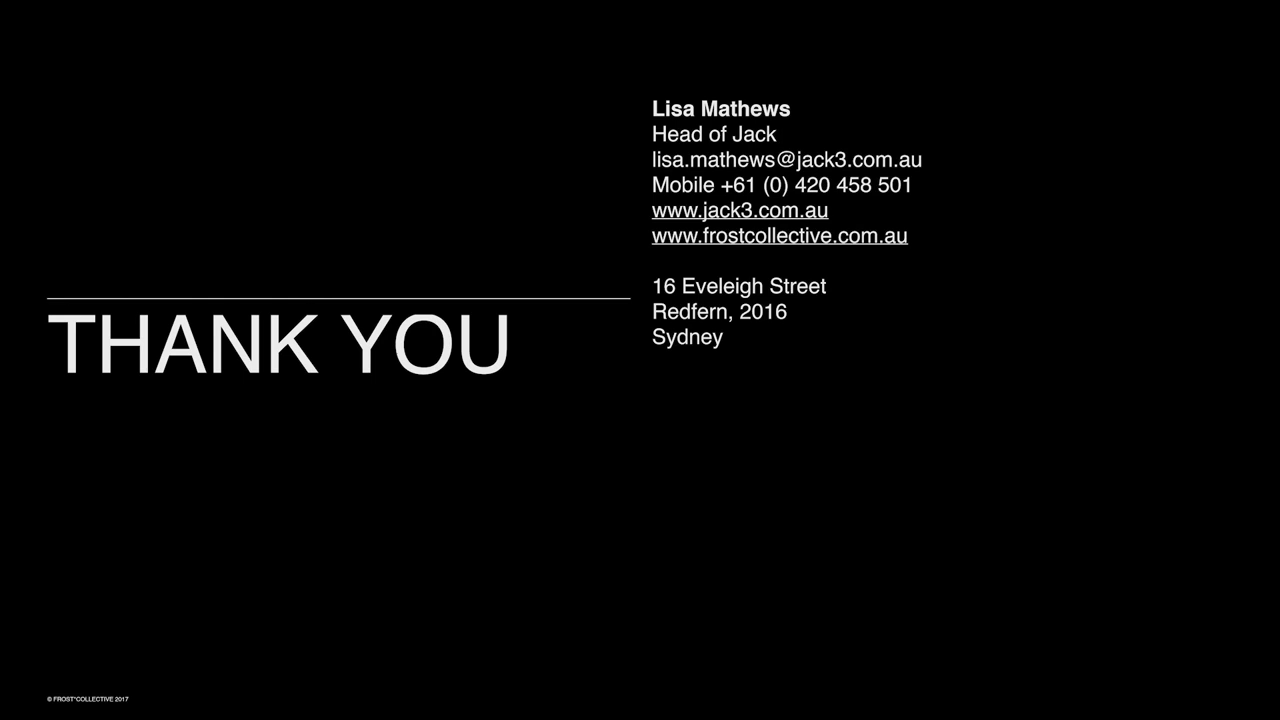 THANK YOU
Lisa Mathews
Head of Jack
lisa.mathews@jack3.com.au
Mobile +61 (0) 420 458 501
www.jack3.com.au
www.frostcollective.com.au
16 Eveleigh Street
Redfern, 2016
Sydney
© FROST*COLLECTIVE 2017